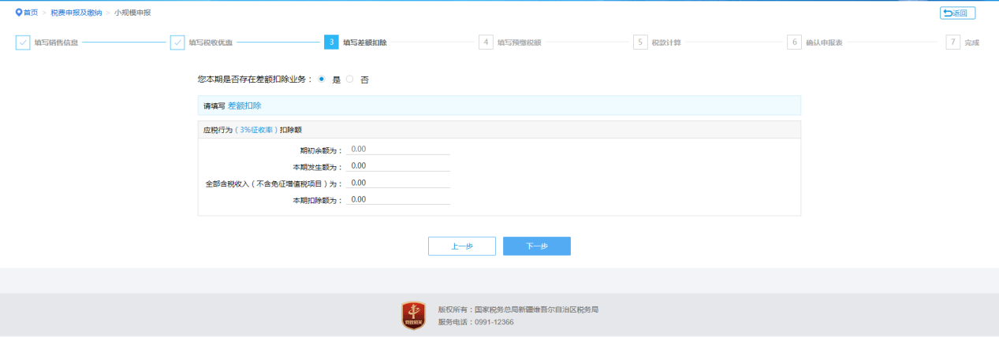 首页 > 税费申报及缴纳 > 小规模申报
返回
填写销售信息
填写税收优惠
3 填写差额扣除
4 填写预缴税额
5 税款计算
6 确认申报表
7 完成
您本期是否存在差额扣除业务： 是 否
请填写 差额扣除
应税行为（3%征收率）扣除额
期初余额为： 0.00
本期发生额为： 0.00
全部含税收入（不含免征增值税项目）为： 0.00
本期扣除额为： 0.00
上一步
下一步
党政机关
版权所有：国家税务总局新疆维吾尔自治区税务局
服务电话：0991-12366